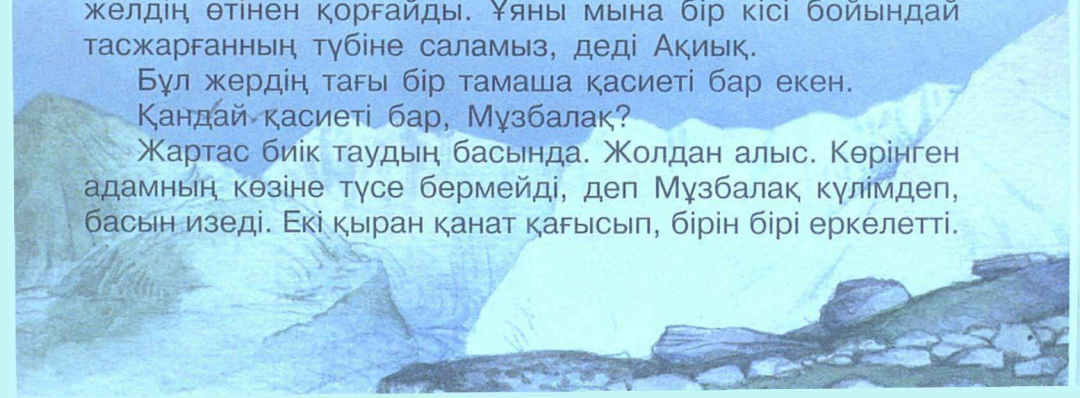 желдің өтінен қорғайды. Ұяны мына бір кісі бойындай
тасжарғанның түбіне саламыз, деді Ақиық.
Бұл жердің тағы бір тамаша қасиеті бар екен.
Қандай қасиеті бар, Мұзбалақ?
Жартас биік таудың басында. Жолдан алыс. Көрінген
адамның көзіне түсе бермейді, деп Мұзбалақ күлімдеп,
басын изеді. Екі қыран қанат қағысып, бірін бірі еркелетті.